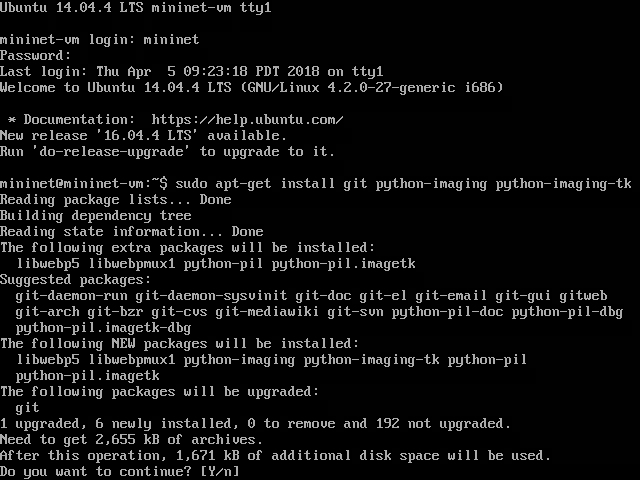 Ubuntu 14.04.4 LTS mininet-vm tty1
mininet-vm login: mininet
Password:
Last login: Thu Apr  5 09:23:18 PDT 2018 on tty1
Welcome to Ubuntu 14.04.4 LTS (GNU/Linux 4.2.0-27-generic i686)
 * Documentation:  https://help.ubuntu.com/
New release '16.04.4 LTS' available.
Run 'do-release-upgrade' to upgrade to it.
mininet@mininet-vm:~$ sudo apt-get install git python-imaging python-imaging-tk
Reading package lists... Done
Building dependency tree
Reading state information... Done
The following extra packages will be installed:
  libwebp5 libwebpmux1 python-pil python-pil.imagetk
Suggested packages:
  git-daemon-run git-daemon-sysvinit git-doc git-el git-email git-gui gitweb
  git-arch git-bzr git-cvs git-mediawiki git-svn python-pil-doc python-pil-dbg
  python-pil.imagetk-dbg
The following NEW packages will be installed:
  libwebp5 libwebpmux1 python-imaging python-imaging-tk python-pil
  python-pil.imagetk
The following packages will be upgraded:
  git
1 upgraded, 6 newly installed, 0 to remove and 192 not upgraded.
Need to get 2,655 kB of archives.
After this operation, 1,671 kB of additional disk space will be used.
Do you want to continue? [Y/n]